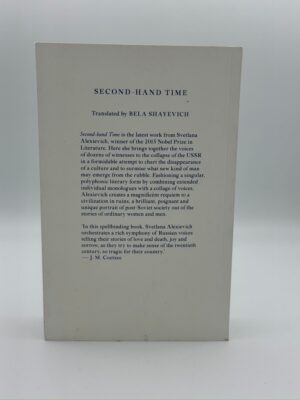 SECOND-HAND TIME
Translated by BELA SHAYEVICH
Second-hand Time is the latest work from Svetlana
Alexievich, winner of the 2015 Nobel Prize in
Literature. Here she brings together the voices
of dozens of witnesses to the collapse of the USSR
in a formidable attempt to chart the disappearance
of a culture and to surmise what new kind of man
may emerge from the rubble. Fashioning a singular,
polyphonic literary form by combining extended
individual monologues with a collage of voices,
Alexievich creates a magnificent requiem to a
civilization in ruins, a brilliant, poignant and
unique portrait of post-Soviet society out of the
stories of ordinary women and men.
'In this spellbinding book, Svetlana Alexievich
orchestrates a rich symphony of Russian voices
telling their stories of love and death, joy and
sorrow, as they try to make sense of the twentieth
century, so tragic for their country.'
— J. M. Coetzee